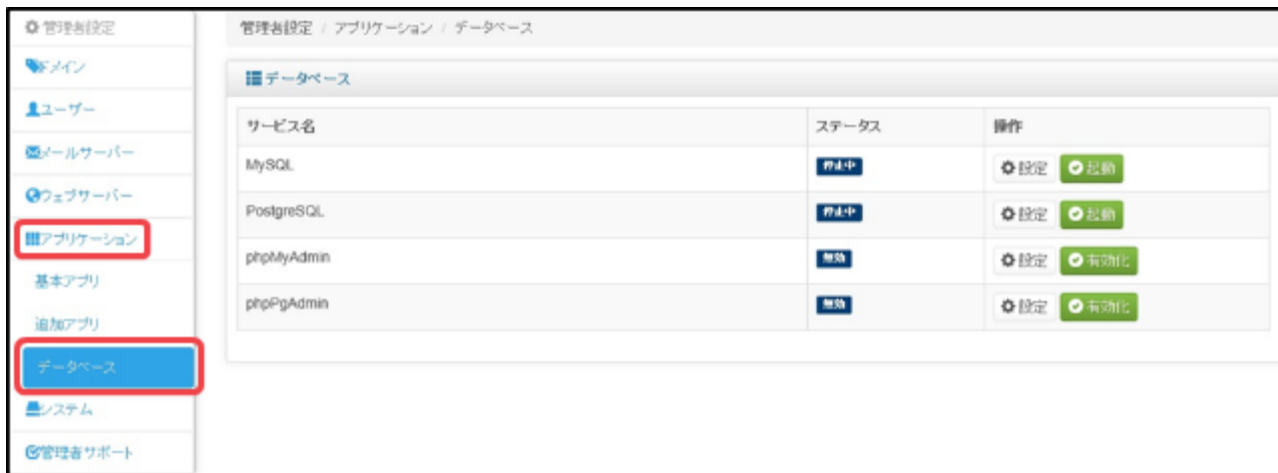 管理者設定
ドメイン
ユーザー
メールサーバー
ウェブサーバー
アプリケーション
基本アプリ
追加アプリ
データベース
システム
管理者サポート
管理者設定 / アプリケーション / データベース
データベース
サービス名 ステータス 操作
MySQL 停止中 設定 起動
PostgreSQL 停止中 設定 起動
phpMyAdmin 無効 設定 有効化
phpPgAdmin 無効 設定 有効化